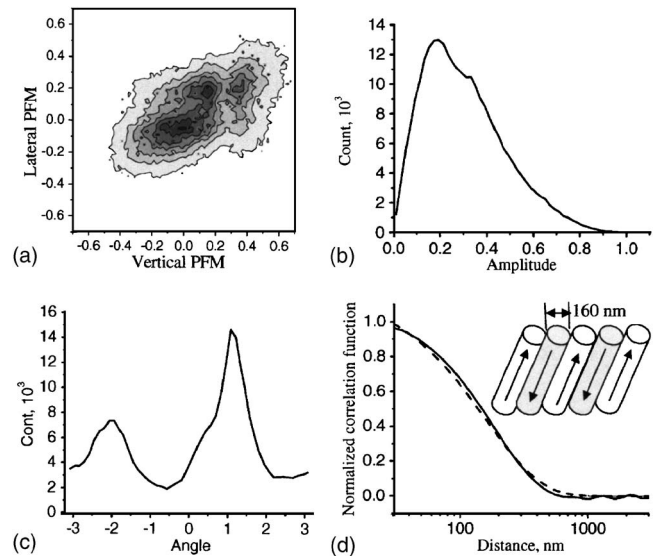 0.6
0.4
0.2
0.0
-0.2
-0.4
-0.6
Lateral PFM
-0.6 -0.4 -0.2 0.0 0.2 0.4 0.6
Vertical PFM
(a)
14
12
10
8
6
4
2
0
Count, 10³
0.0 0.2 0.4 0.6 0.8 1.0
Amplitude
(b)
16
14
12
10
8
6
4
2
Cont, 10³
-3 -2 -1 0 1 2 3
Angle
(c)
1.0
0.8
0.6
0.4
0.2
0.0
Normalized correlation function
160 nm
100 1000
Distance, nm
(d)